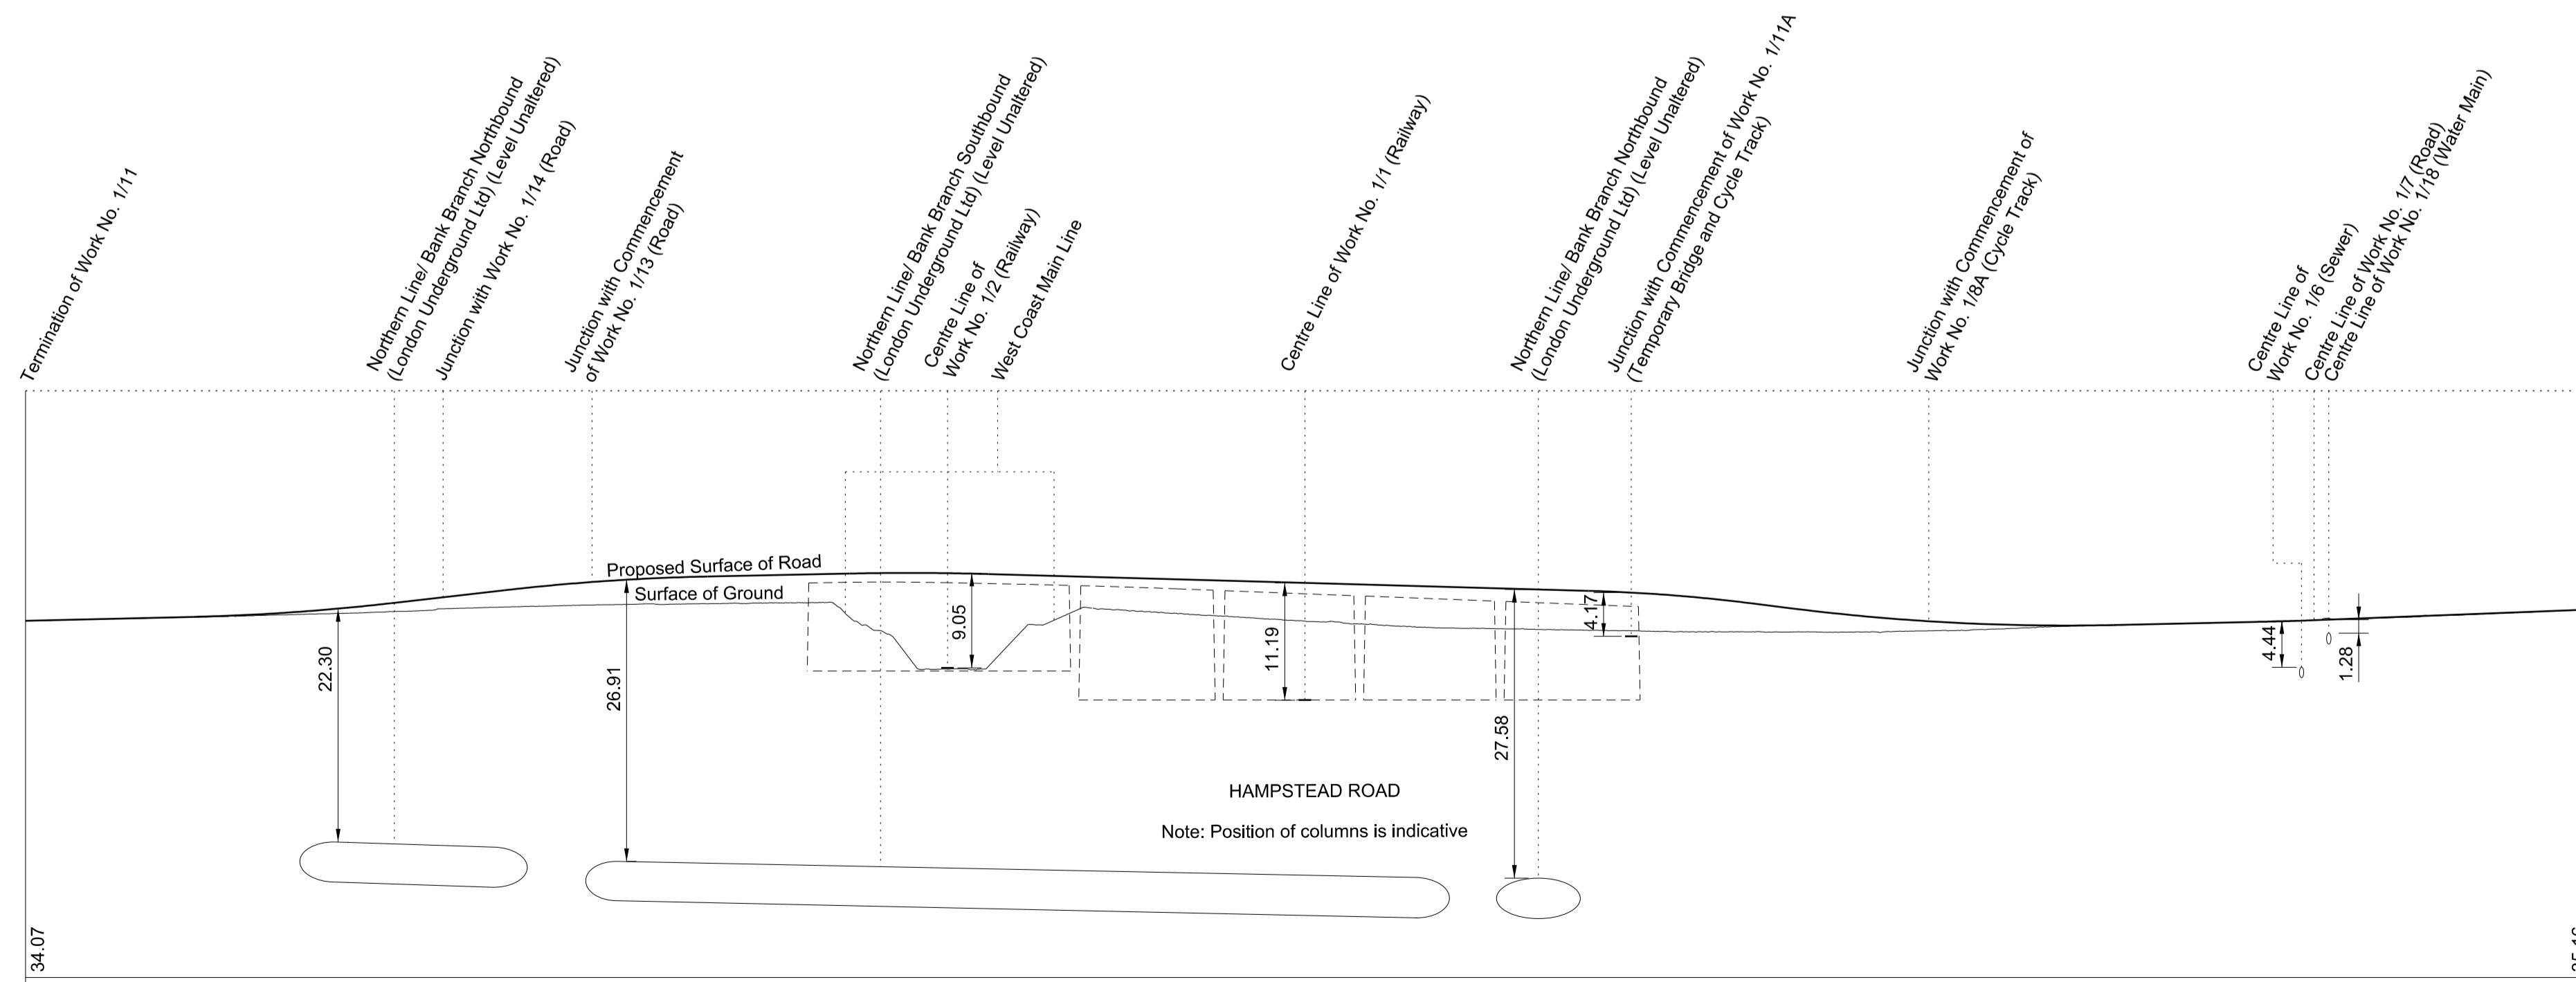 Termination of Work No. 1/11
Northern Line/ Bank Branch Northbound
(London Underground Ltd) (Level Unaltered)
Junction with Work No. 1/14 (Road)
Junction with Commencement
of Work No. 1/13 (Road)
Northern Line/ Bank Branch Southbound
(London Underground Ltd) (Level Unaltered)
Centre Line of
Work No. 1/2 (Railway)
West Coast Main Line
Centre Line of Work No. 1/1 (Railway)
Northern Line/ Bank Branch Northbound
(London Underground Ltd) (Level Unaltered)
Junction with Commencement of Work No. 1/11A
(Temporary Bridge and Cycle Track)
Junction with Commencement of
Work No. 1/8A (Cycle Track)
Centre Line of
Work No. 1/6 (Sewer)
Centre Line of Work No. 1/7 (Road)
Centre Line of Work No. 1/18 (Water Main)
Proposed Surface of Road
Surface of Ground
22.30
26.91
9.05
11.19
27.58
4.17
4.44
1.28
HAMPSTEAD ROAD
Note: Position of columns is indicative
34.07